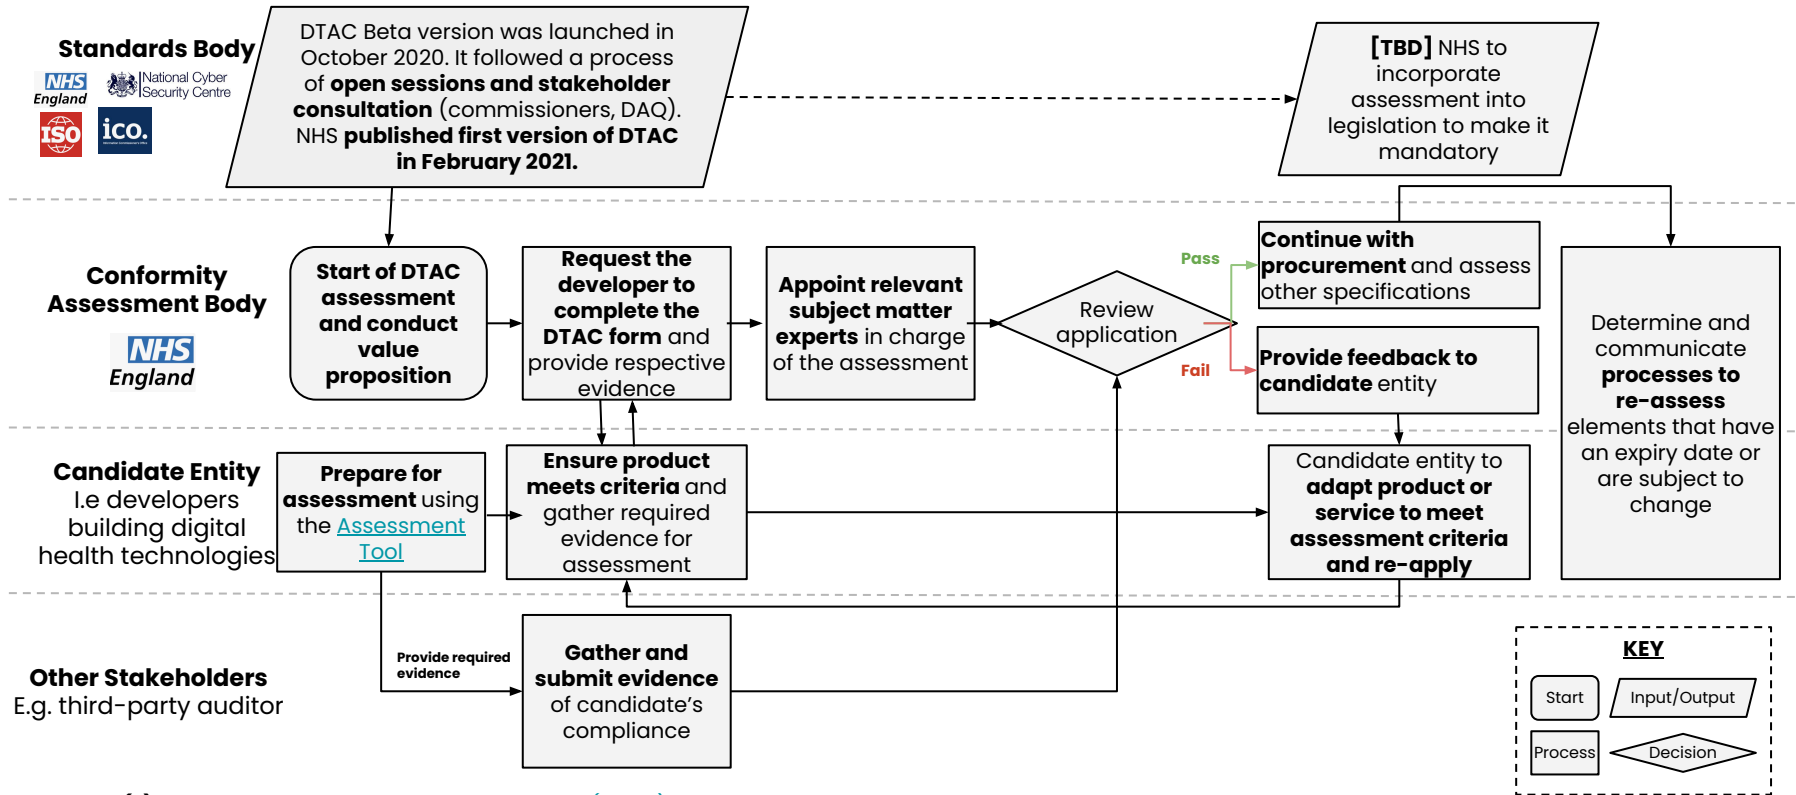 Standards Body
NHS
England
National Cyber
Security Centre
ISO
ico.
DTAC Beta version was launched in
October 2020. It followed a process
of open sessions and stakeholder
consultation (commissioners, DAQ).
NHS published first version of DTAC
in February 2021.
[TBD] NHS to
incorporate
assessment into
legislation to make it
mandatory
Conformity
Assessment Body
NHS
England
Start of DTAC
assessment
and conduct
value
proposition
Request the
developer to
complete the
DTAC form and
provide respective
evidence
Appoint relevant
subject matter
experts in charge
of the assessment
Review
application
Pass
Fail
Continue with
procurement and assess
other specifications
Provide feedback to
candidate entity
Determine and
communicate
processes to
re-assess
elements that have
an expiry date or
are subject to
change
Candidate Entity
I.e developers
building digital
health technologies
Prepare for
assessment using
the Assessment
Tool
Ensure product
meets criteria and
gather required
evidence for
assessment
Candidate entity to
adapt product or
service to meet
assessment criteria
and re-apply
Other Stakeholders
E.g. third-party auditor
Provide required
evidence
Gather and
submit evidence
of candidate’s
compliance
KEY
Start
Input/Output
Process
Decision